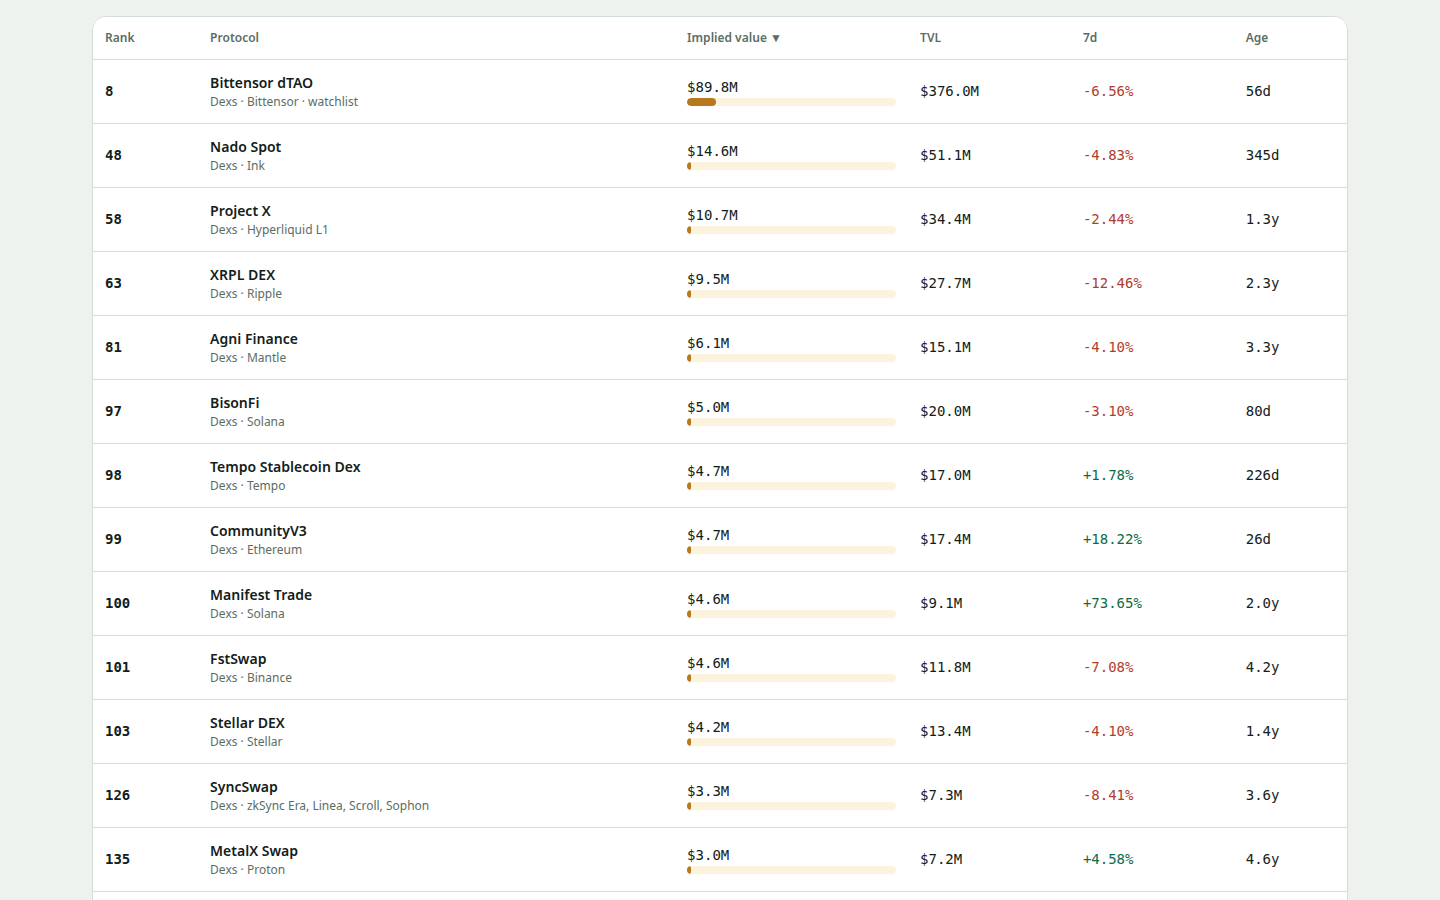 Rank Protocol Implied value ▼ TVL 7d Age
8 Bittensor dTAO $89.8M $376.0M -6.56% 56d
Dexs · Bittensor · watchlist
48 Nado Spot $14.6M $51.1M -4.83% 345d
Dexs · Ink
58 Project X $10.7M $34.4M -2.44% 1.3y
Dexs · Hyperliquid L1
63 XRPL DEX $9.5M $27.7M -12.46% 2.3y
Dexs · Ripple
81 Agni Finance $6.1M $15.1M -4.10% 3.3y
Dexs · Mantle
97 BisonFi $5.0M $20.0M -3.10% 80d
Dexs · Solana
98 Tempo Stablecoin Dex $4.7M $17.0M +1.78% 226d
Dexs · Tempo
99 CommunityV3 $4.7M $17.4M +18.22% 26d
Dexs · Ethereum
100 Manifest Trade $4.6M $9.1M +73.65% 2.0y
Dexs · Solana
101 FstSwap $4.6M $11.8M -7.08% 4.2y
Dexs · Binance
103 Stellar DEX $4.2M $13.4M -4.10% 1.4y
Dexs · Stellar
126 SyncSwap $3.3M $7.3M -8.41% 3.6y
Dexs · zkSync Era, Linea, Scroll, Sophon
135 MetalX Swap $3.0M $7.2M +4.58% 4.6y
Dexs · Proton